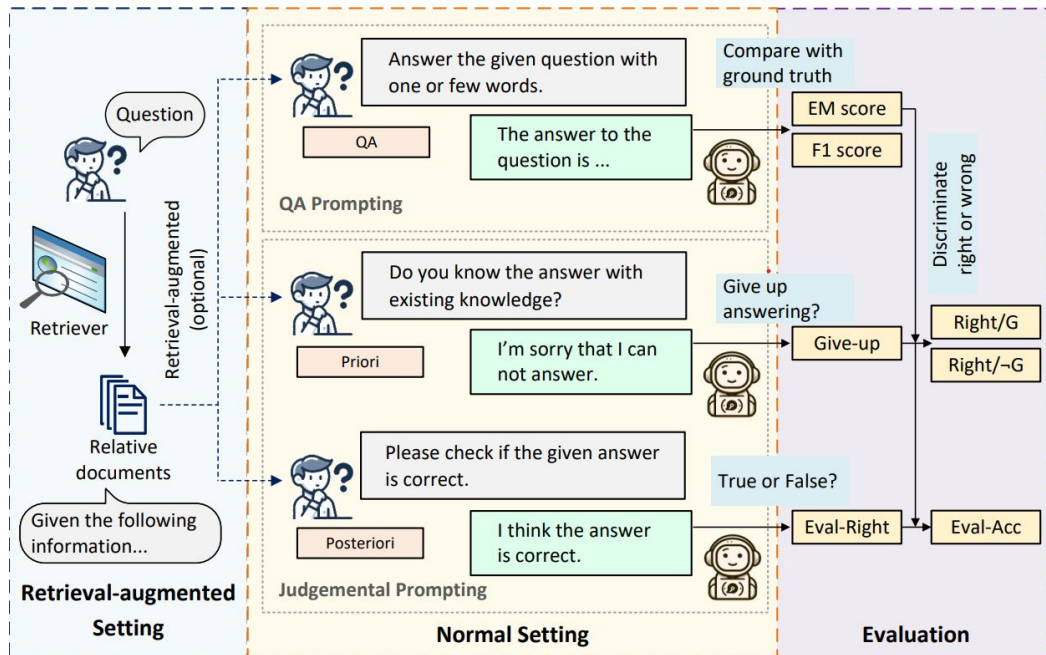 Question
Retriever
Retrieval-augmented
(optional)
Relative
documents
Given the following
information...
Retrieval-augmented
Setting
Answer the given question with
one or few words.
QA
The answer to the
question is ...
QA Prompting
Do you know the answer with
existing knowledge?
Priori
I'm sorry that I can
not answer.
Please check if the given answer
is correct.
Posteriori
I think the answer
is correct.
Judgemental Prompting
Normal Setting
Compare with
ground truth
EM score
F1 score
Discriminate
right or wrong
Give up
answering?
Give-up
Right/G
Right/¬G
True or False?
Eval-Right
Eval-Acc
Evaluation